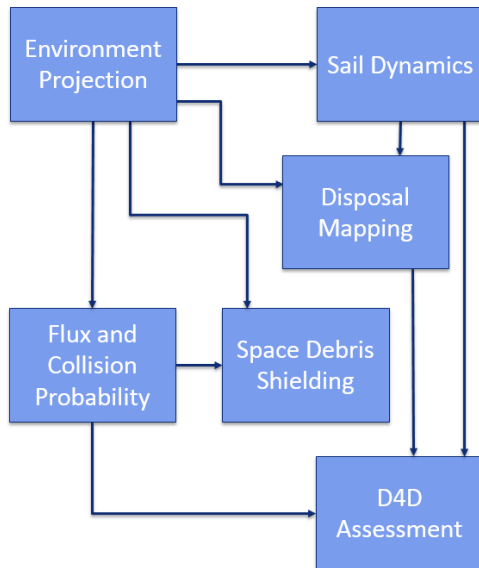 Environment
Projection
Sail Dynamics
Disposal
Mapping
Flux and
Collision
Probability
Space Debris
Shielding
D4D
Assessment